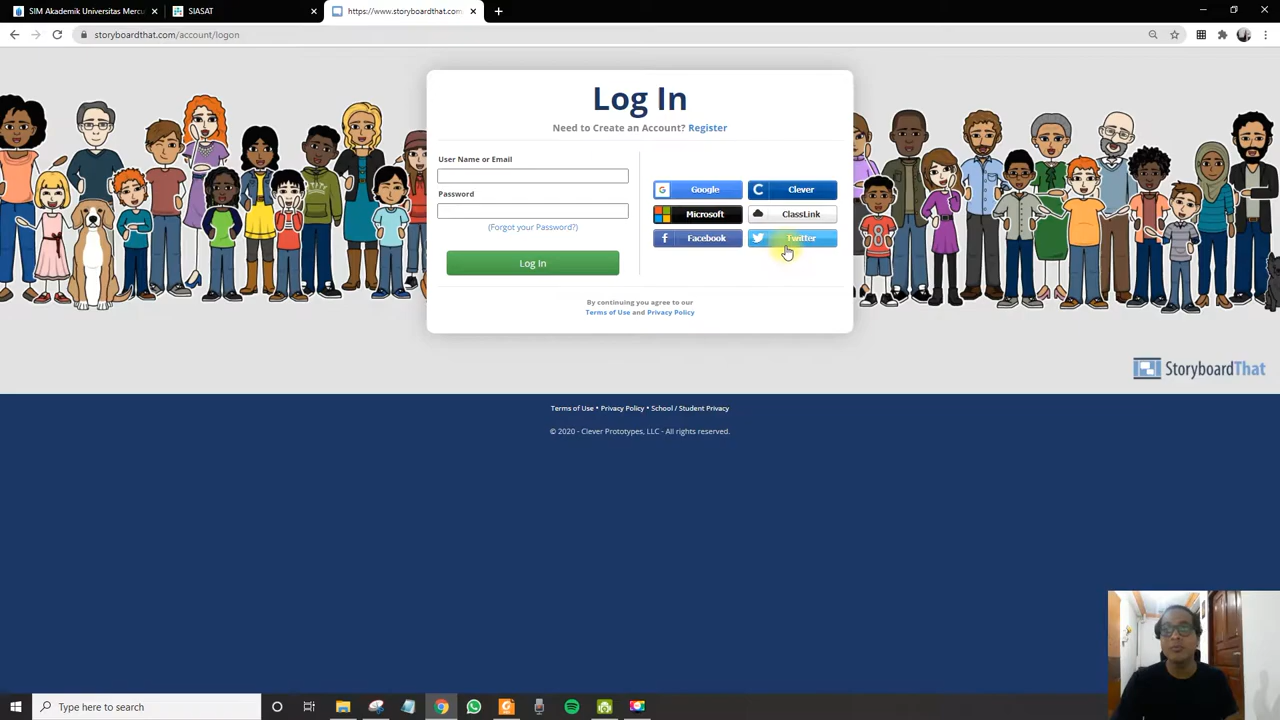 SIM Akademik Universitas Mercu
SIASAT
https://www.storyboardthat.com
storyboardthat.com/account/logon
Log In
Need to Create an Account? Register
User Name or Email
Password
(Forgot your Password?)
Log In
Google
Clever
Microsoft
ClassLink
Facebook
Twitter
By continuing you agree to our
Terms of Use and Privacy Policy
StoryboardThat
Terms of Use • Privacy Policy • School / Student Privacy
© 2020 - Clever Prototypes, LLC - All rights reserved.
Type here to search